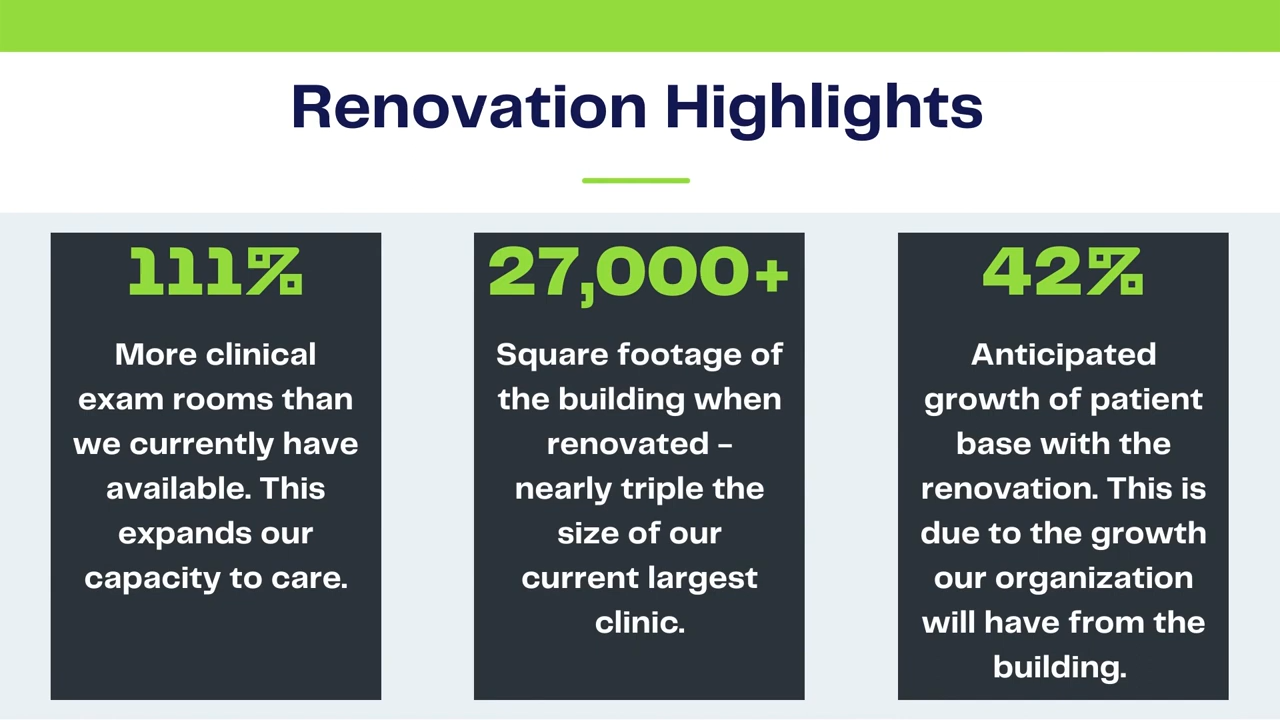 Renovation Highlights
111%
More clinical
exam rooms than
we currently have
available. This
expands our
capacity to care.
27,000+
Square footage of
the building when
renovated –
nearly triple the
size of our
current largest
clinic.
42%
Anticipated
growth of patient
base with the
renovation. This is
due to the growth
our organization
will have from the
building.